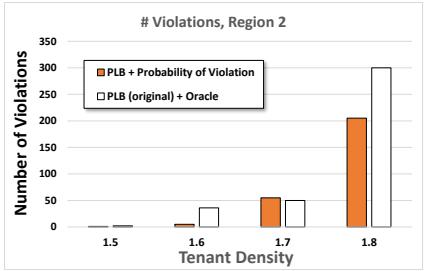 # Violations, Region 2
350
300
250
200
150
100
50
0
Number of Violations
PLB + Probability of Violation
PLB (original) + Oracle
1.5 1.6 1.7 1.8
Tenant Density